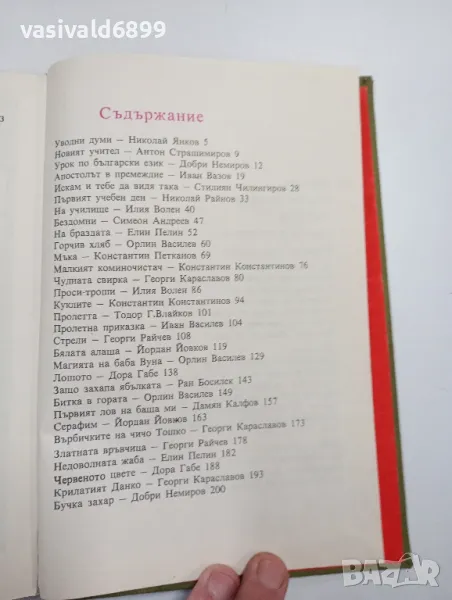 vasivald6899
з
Съдържание
Уводни думи — Николай Янков 5
Новият учител — Антон Страшимиров 9
Урок по български език — Добри Немиров 12
Апостолът в премеждие — Иван Вазов 19
Искам и тебе да видя така — Стилиян Чилингиров 28
Първият учебен ден — Николай Райнов 33
На училище — Илия Волен 40
Бездомни — Симеон Андреев 47
На браздата — Елин Пелин 52
Горчив хляб — Орлин Василев 60
Мъка — Константин Петканов 69
Малкият коминочистач — Константин Константинов 76
Чудната свирка — Георги Караславов 80
Проси-тропи — Илия Волен 86
Кукците — Константин Константинов 94
Пролетта — Тодор Г.Влайков 101
Пролетна приказка — Иван Василев 104
Стрели — Георги Райчев 108
Бялата алаща — Йордан Йовков 119
Магията на баба Вуна — Орлин Василев 129
Лошото — Дора Габе 138
Защо захапа ябълката — Ран Босилек 143
Битка в гората — Орлин Василев 149
Първият лов на баща ми — Дамян Калфов 157
Серафим — Йордан Йовков 163
Върбичките на чичо Тошко — Георги Караславов 173
Златната връвчица — Георги Райчев 178
Недоволната жаба — Елин Пелин 182
Червеното цвете — Дора Габе 188
Крилатият Данко — Георги Караславов 193
Бучка захар — Добри Немиров 200
BAZAR